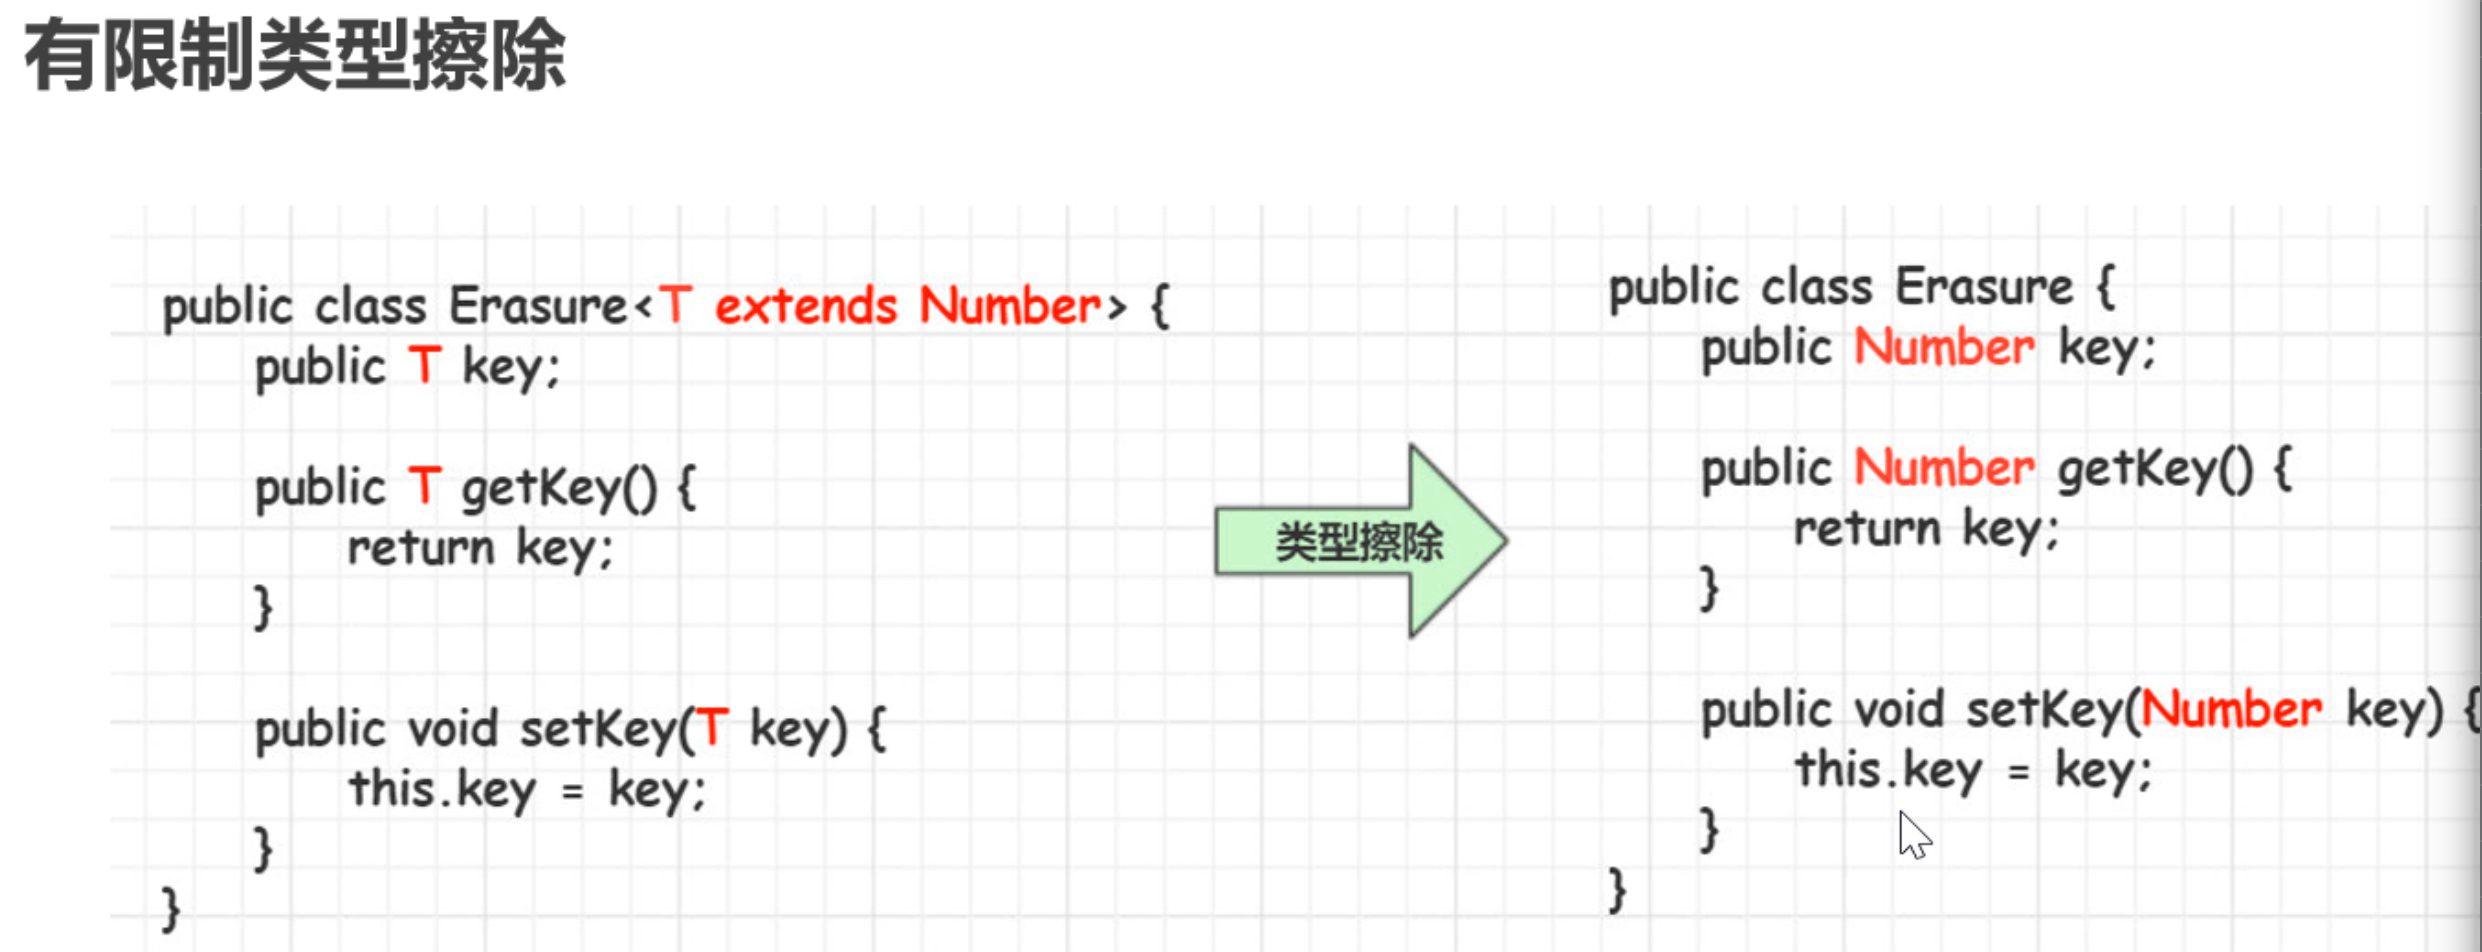 有限制类型擦除
public class Erasure<T extends Number> {
public T key;
public T getKey() {
return key;
}
public void setKey(T key) {
this.key = key;
}
}
类型擦除
public class Erasure {
public Number key;
public Number getKey() {
return key;
}
public void setKey(Number key) {
this.key = key;
}
}